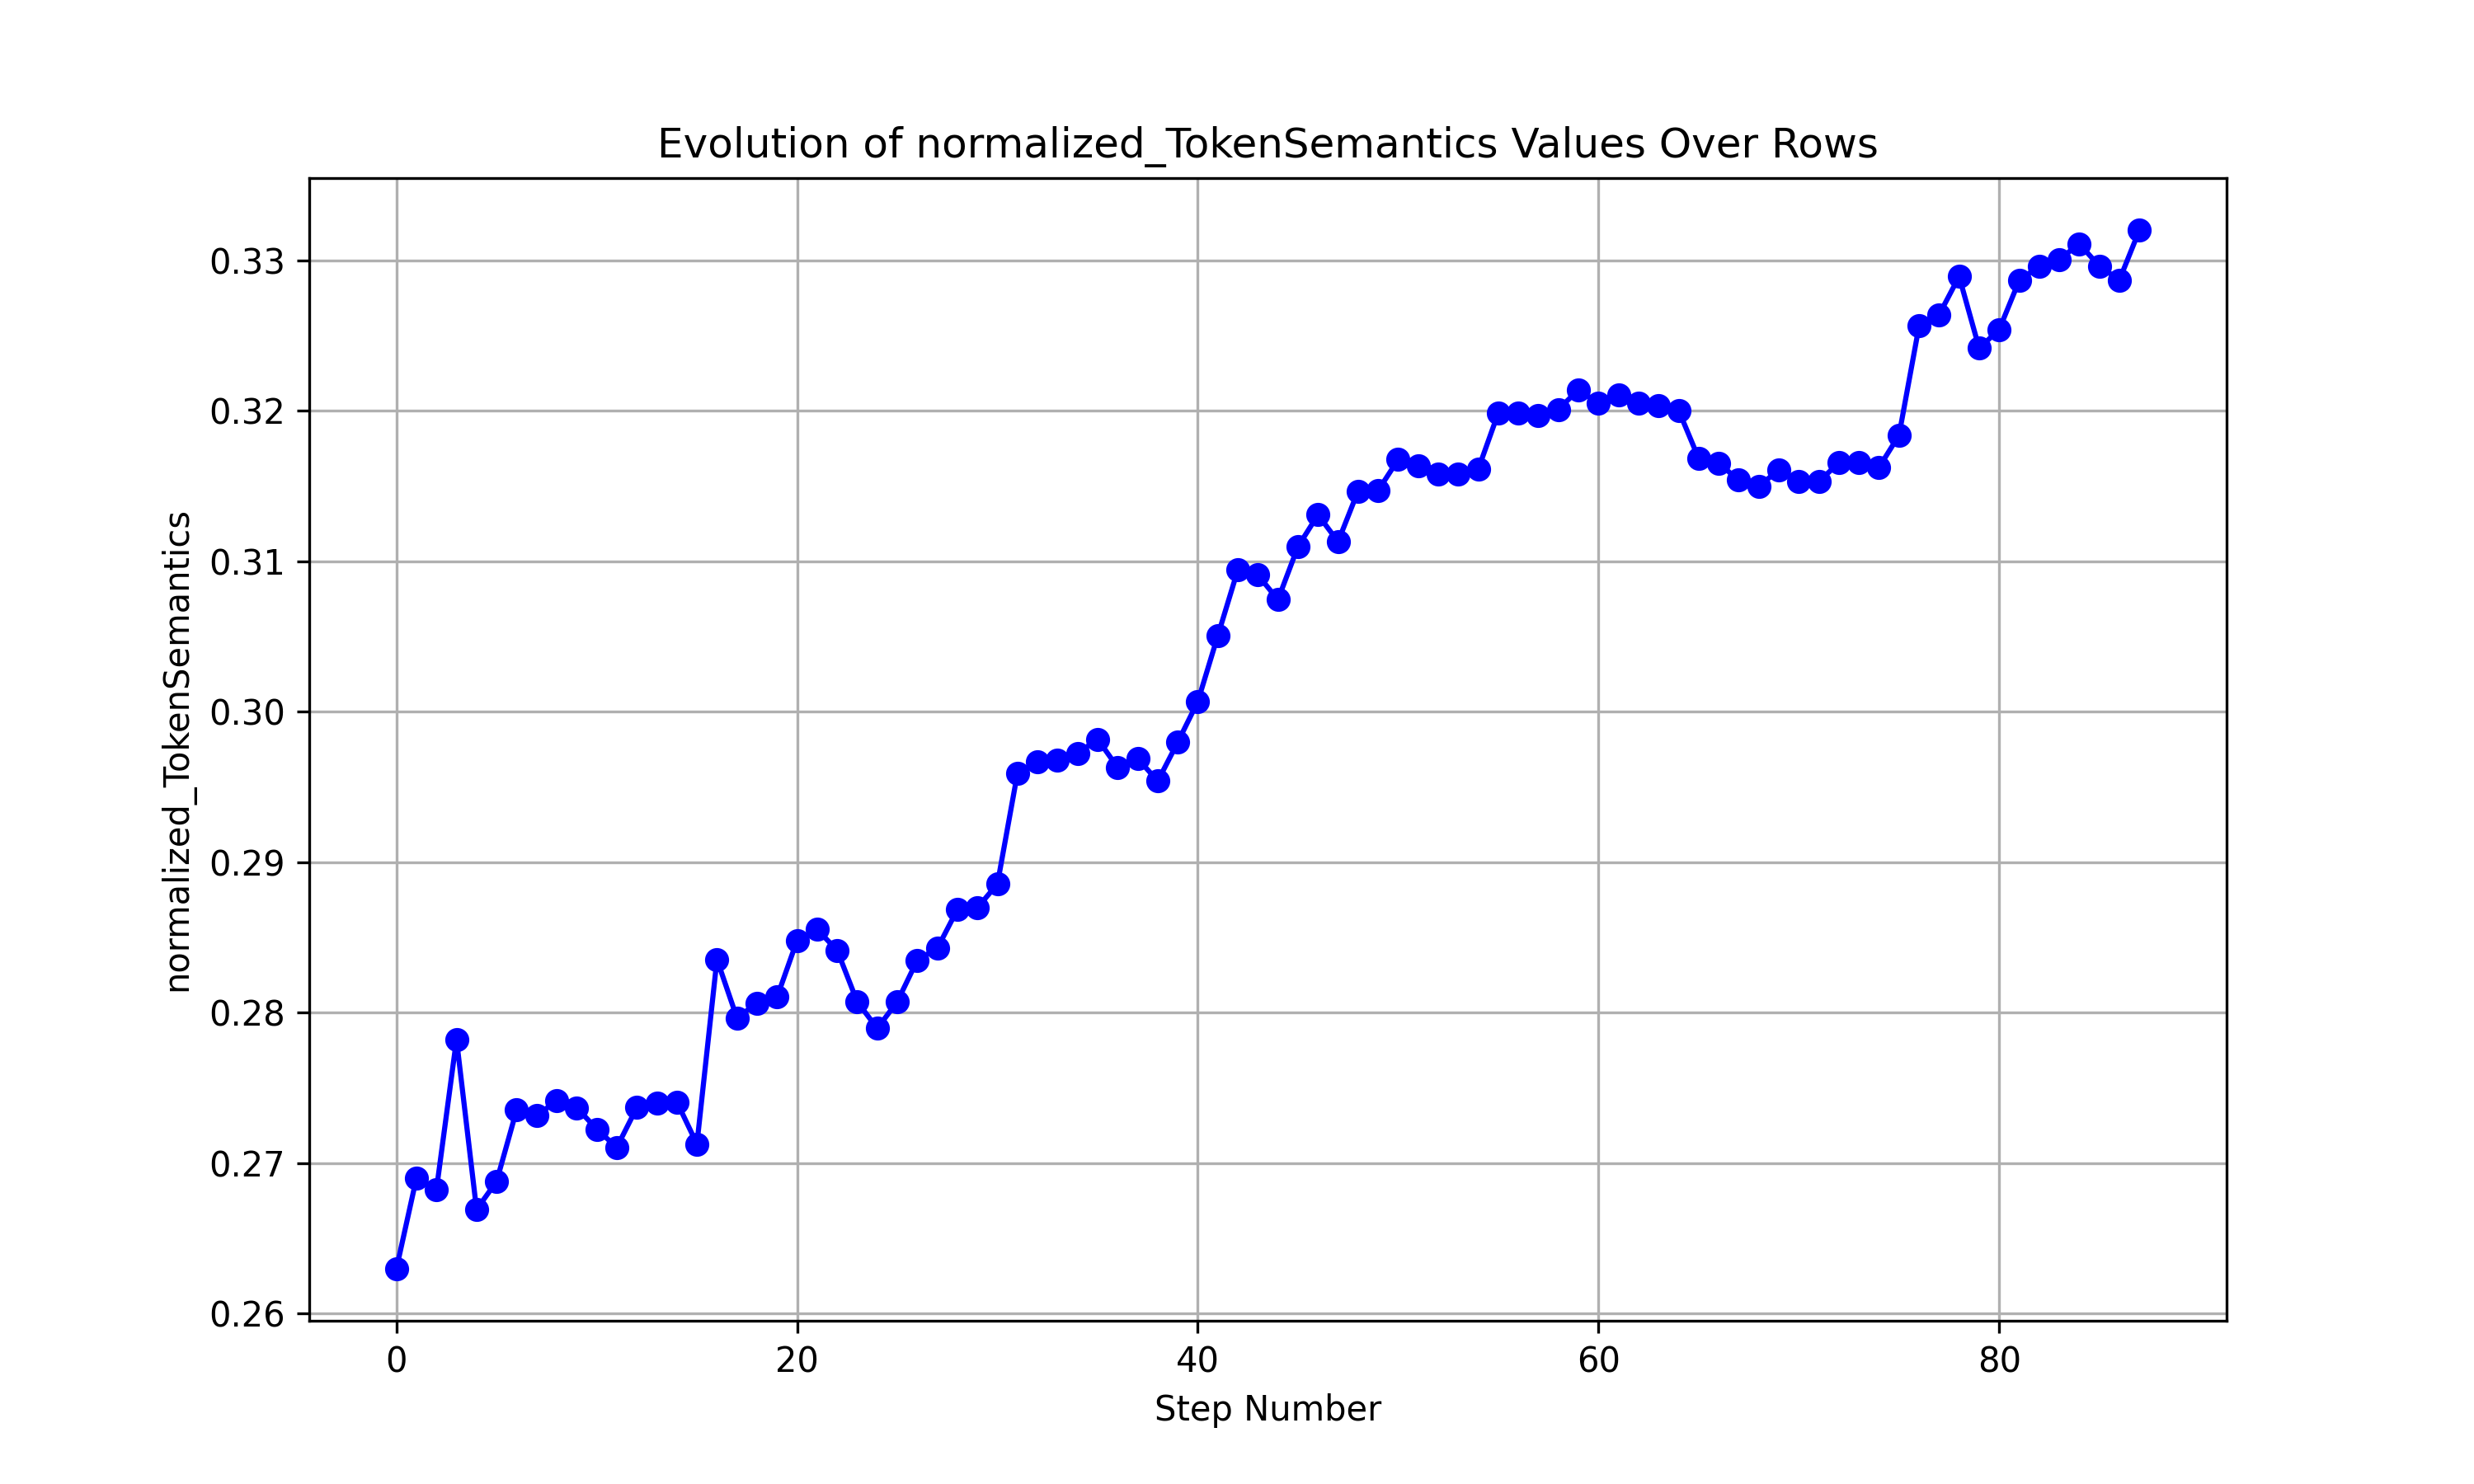 Evolution of normalized_TokenSemantics Values Over Rows
normalized_TokenSemantics
0.33
0.32
0.31
0.30
0.29
0.28
0.27
0.26
0 20 40 60 80
Step Number